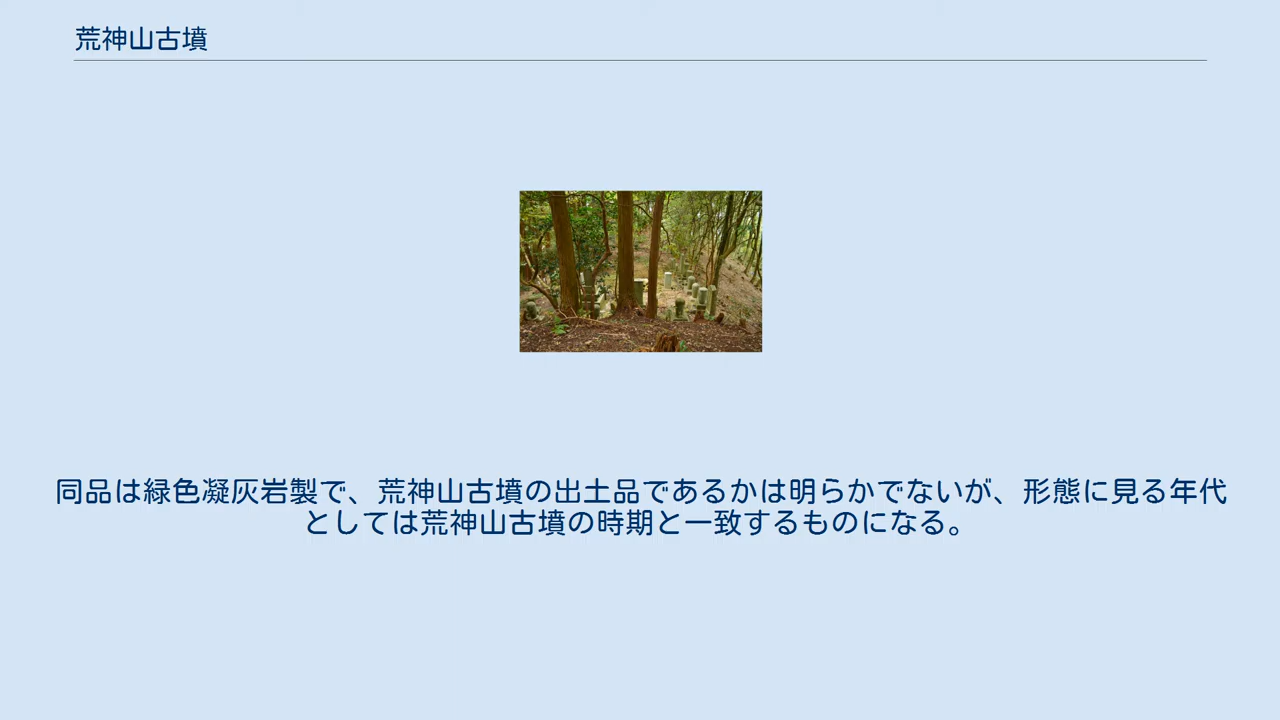 荒神山古墳
同品は緑色凝灰岩製で、荒神山古墳の出土品であるかは明らかでないが、形態に見る年代
としては荒神山古墳の時期と一致するものになる。